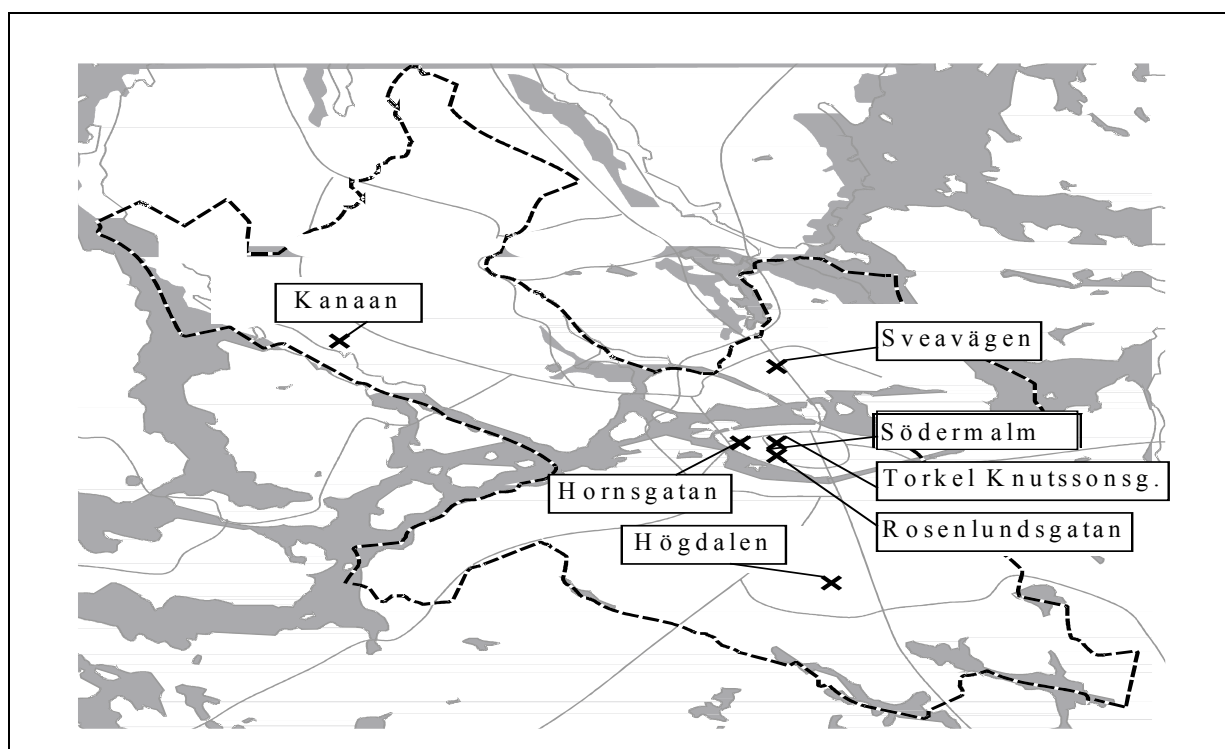 Kanaan
Sveavägen
Södermalm
Torkel Knutssonsg.
Hornsgatan
Rosenlundsgatan
Högdalen